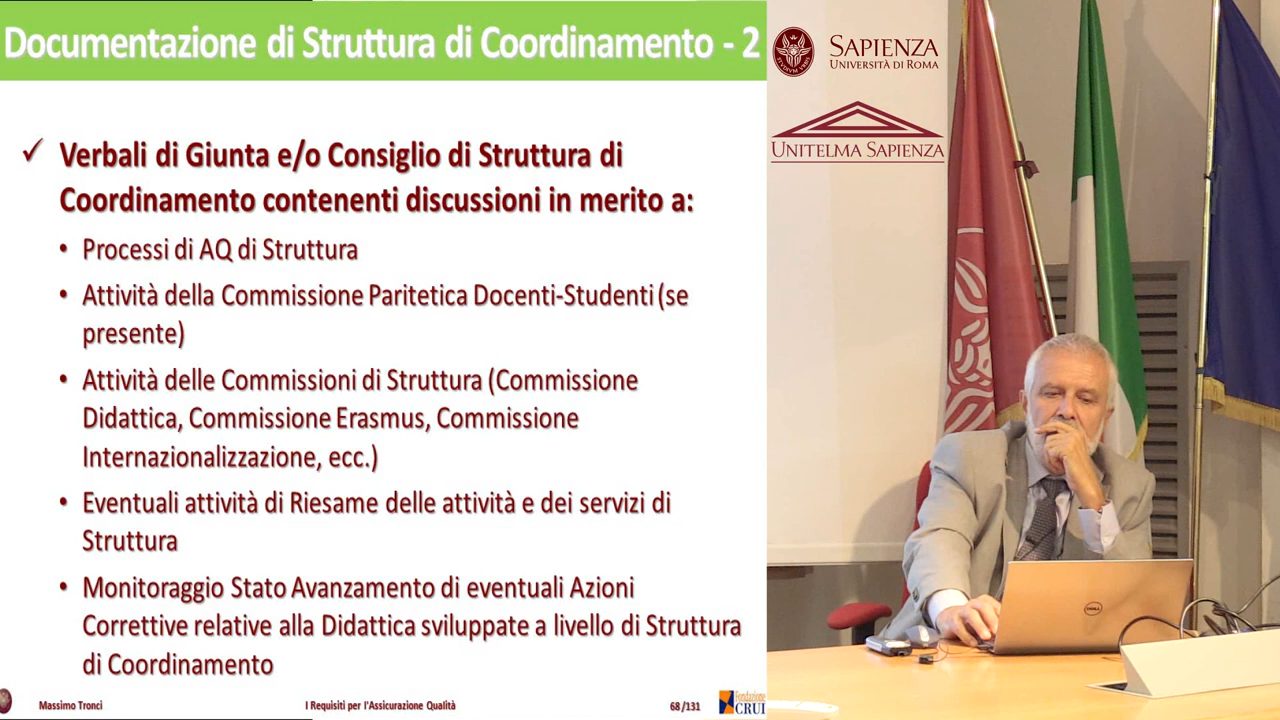 Documentazione di Struttura di Coordinamento - 2
✓ Verbali di Giunta e/o Consiglio di Struttura di
Coordinamento contenenti discussioni in merito a:
• Processi di AQ di Struttura
• Attività della Commissione Paritetica Docenti-Studenti (se
presente)
• Attività delle Commissioni di Struttura (Commissione
Didattica, Commissione Erasmus, Commissione
Internazionalizzazione, ecc.)
• Eventuali attività di Riesame delle attività e dei servizi di
Struttura
• Monitoraggio Stato Avanzamento di eventuali Azioni
Correttive relative alla Didattica sviluppate a livello di Struttura
di Coordinamento
Massimo Tronci
I Requisiti per l'Assicurazione Qualità
68/131
Fondazione
CRUI
SAPIENZA
UNIVERSITÀ DI ROMA
UNITELMA SAPIENZA
DELL